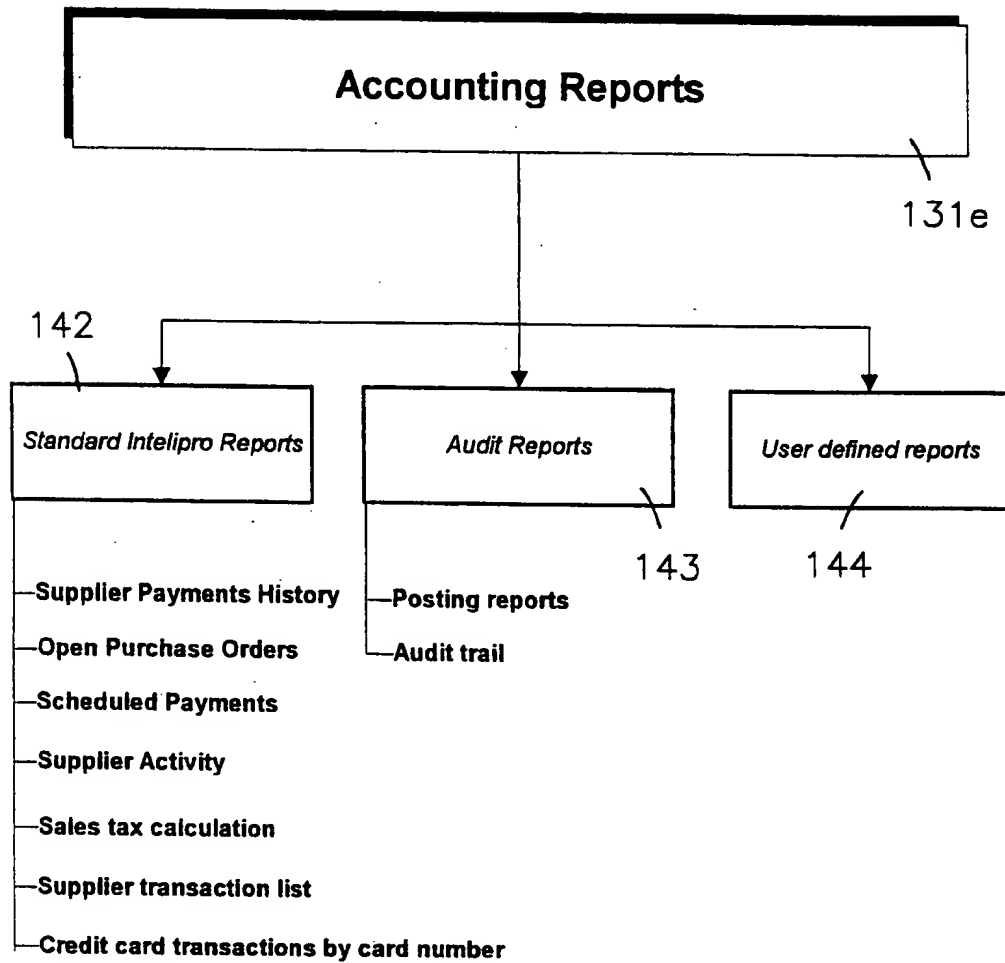 Accounting Reports
131e
142
Standard Intelipro Reports
Audit Reports
User defined reports
143
144
Supplier Payments History
Open Purchase Orders
Scheduled Payments
Supplier Activity
Sales tax calculation
Supplier transaction list
Credit card transactions by card number
Posting reports
Audit trail